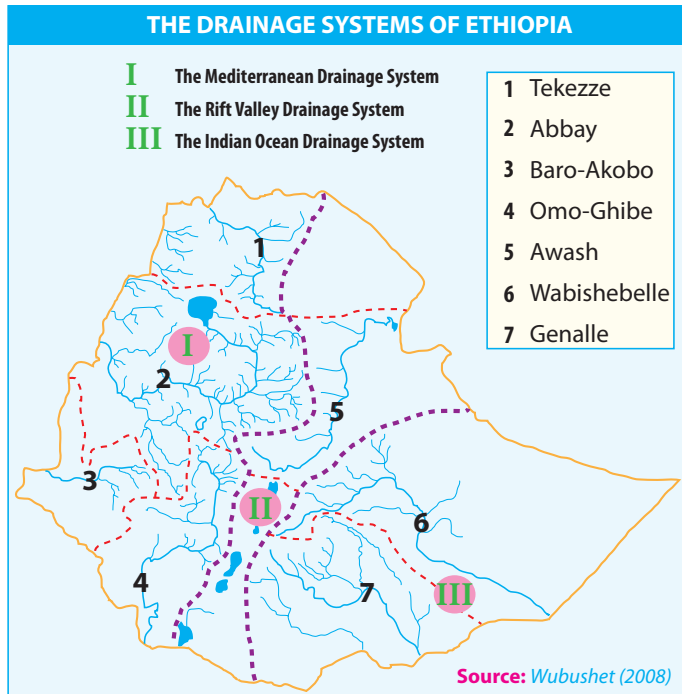 THE DRAINAGE SYSTEMS OF ETHIOPIA
I The Mediterranean Drainage System
II The Rift Valley Drainage System
III The Indian Ocean Drainage System
1 Tekezze
2 Abbay
3 Baro-Akobo
4 Omo-Ghibe
5 Awash
6 Wabishebelle
7 Genalle
1
I
2
5
3
II
6
4
7
III
Source: Wubushet (2008)